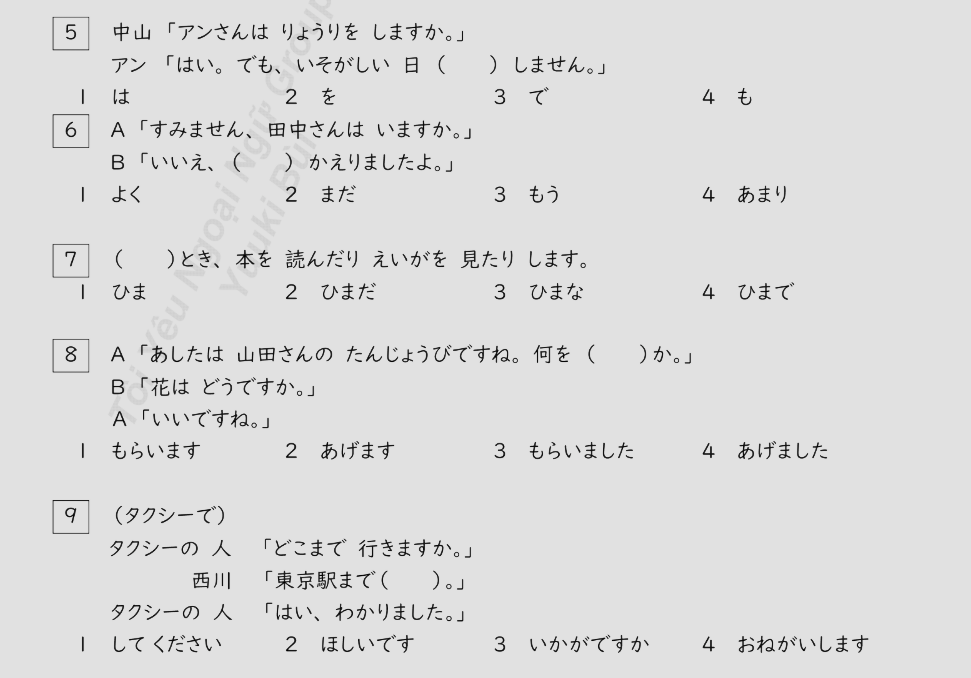 5 中山「アンさんは りょうりを しますか。」
アン 「はい。でも、いそがしい 日 （　　）しません。」
1 は 2 を 3 で 4 も
6 A「すみません、田中さんは いますか。」
B「いいえ、（　　）かえりましたよ。」
1 よく 2 まだ 3 もう 4 あまり
7 （　　）とき、本を 読んだり えいがを 見たり します。
1 ひま 2 ひまだ 3 ひまな 4 ひまで
8 A「あしたは 山田さんの たんじょうびですね。何を（　　）か。」
B「花は どうですか。」
A「いいですね。」
1 もらいます 2 あげます 3 もらいました 4 あげました
9 （タクシーで）
タクシーの 人 「どこまで 行きますか。」
西川 「東京駅まで（　　）。」
タクシーの 人 「はい、わかりました。」
1 してください 2 ほしいです 3 いかがですか 4 おねがいします
Tôi Yêu Ngoại Ngữ Group
Yuuki Bùi